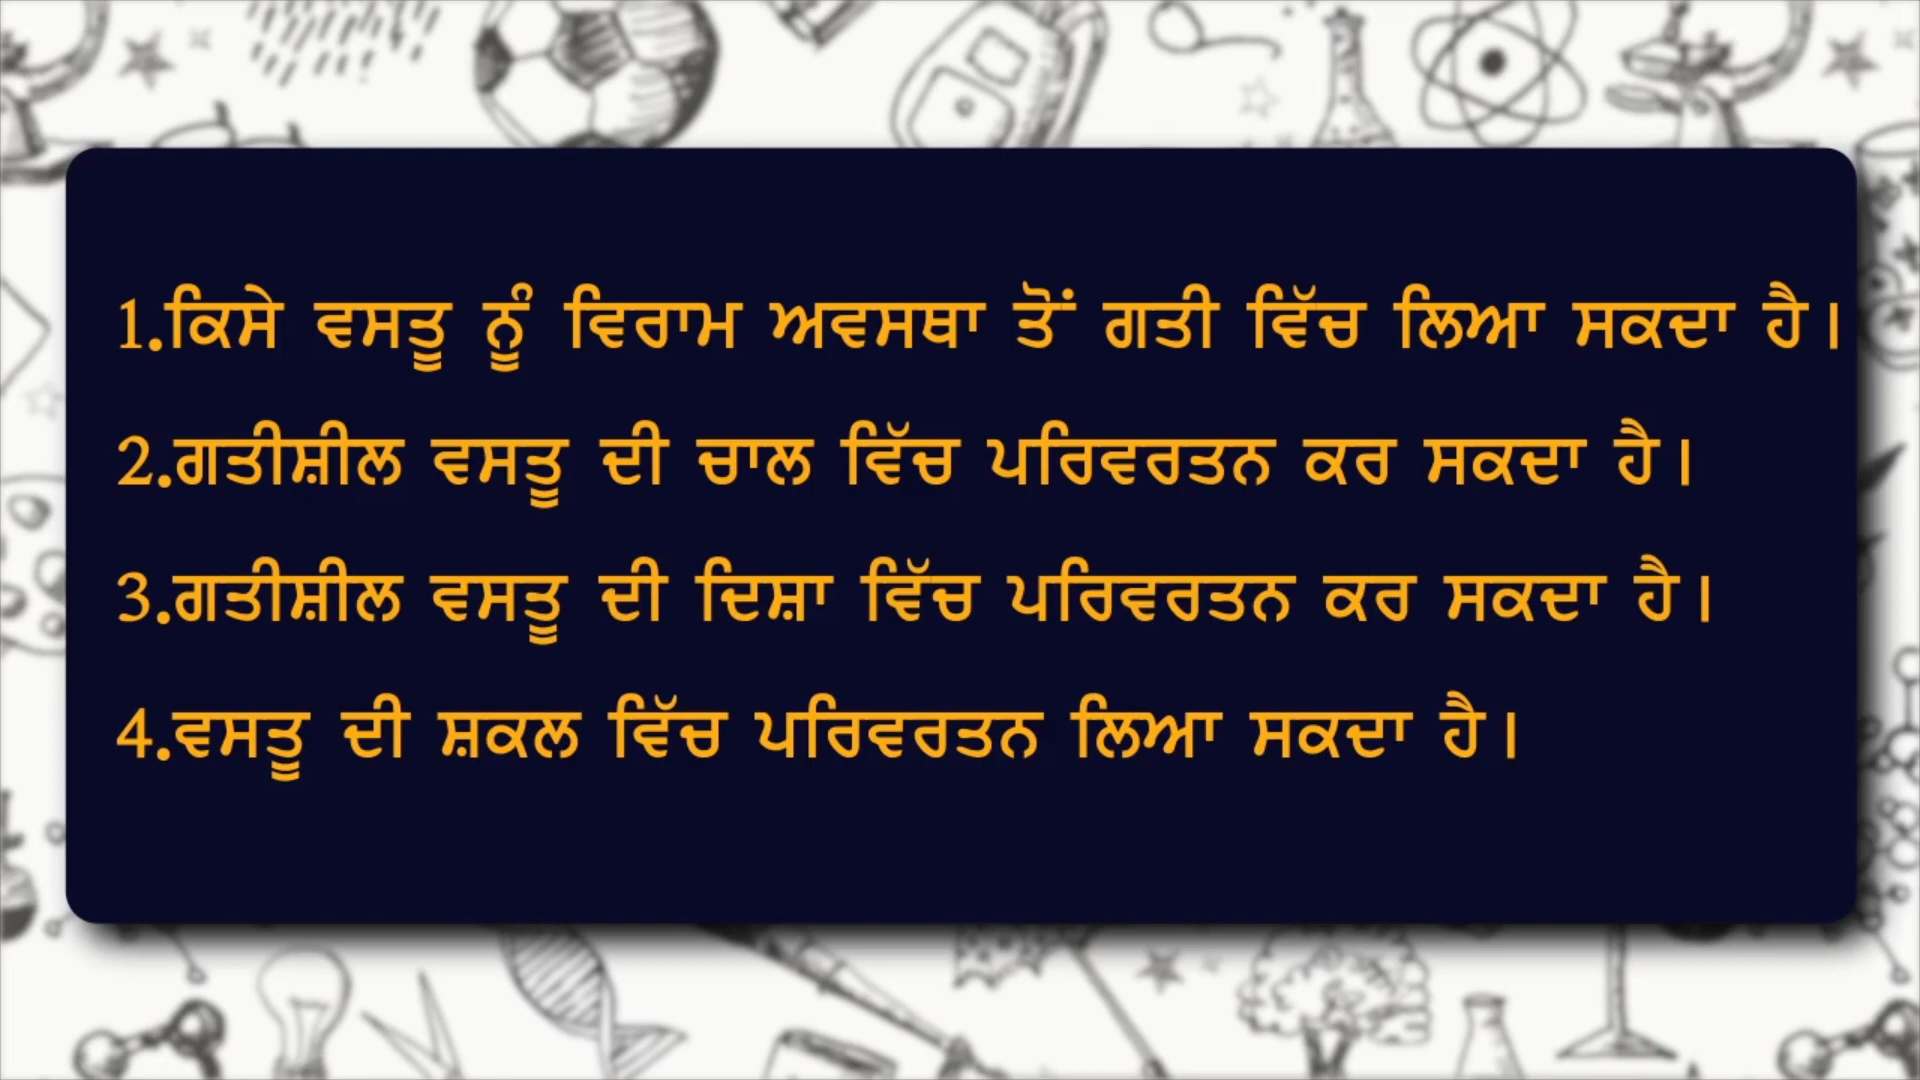 1.ਕਿਸੇ ਵਸਤੂ ਨੂੰ ਵਿਰਾਮ ਅਵਸਥਾ ਤੋਂ ਗਤੀ ਵਿੱਚ ਲਿਆ ਸਕਦਾ ਹੈ।
2.ਗਤੀਸ਼ੀਲ ਵਸਤੂ ਦੀ ਚਾਲ ਵਿੱਚ ਪਰਿਵਰਤਨ ਕਰ ਸਕਦਾ ਹੈ।
3.ਗਤੀਸ਼ੀਲ ਵਸਤੂ ਦੀ ਦਿਸ਼ਾ ਵਿੱਚ ਪਰਿਵਰਤਨ ਕਰ ਸਕਦਾ ਹੈ।
4.ਵਸਤੂ ਦੀ ਸ਼ਕਲ ਵਿੱਚ ਪਰਿਵਰਤਨ ਲਿਆ ਸਕਦਾ ਹੈ।